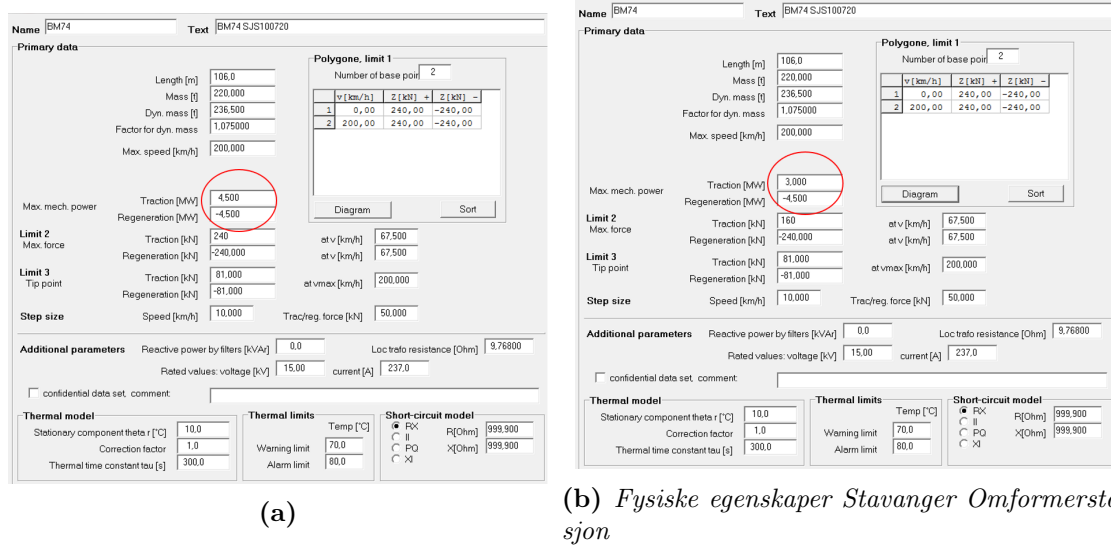 Name BM74 Text BM74 SJS100720
Primary data
Polygone, limit 1
Number of base poir 2
Length [m] 106,0
Mass [t] 220,000
Dyn. mass [t] 236,500
Factor for dyn. mass 1,075000
Max. speed [km/h] 200,000
v[km/h] Z[kN] + Z[kN] -
1 0,00 240,00 -240,00
2 200,00 240,00 -240,00
Max. mech. power Traction [MW] 4,500
Regeneration [MW] -4,500
Diagram Sort
Limit 2 Traction [kN] 240 at v [km/h] 67,500
Max. force Regeneration [kN] -240,000 at v [km/h] 67,500
Limit 3 Traction [kN] 81,000
Tip point Regeneration [kN] -81,000 at vmax [km/h] 200,000
Step size Speed [km/h] 10,000 Trac/reg. force [kN] 50,000
Additional parameters Reactive power by filters [kVAr] 0,0 Loc trafo resistance [Ohm] 9,76800
Rated values: voltage [kV] 15,00 current [A] 237,0
confidential data set, comment:
Thermal model
Stationary component theta r [°C] 10,0
Correction factor 1,0
Thermal time constant tau [s] 300,0
Thermal limits
Temp [°C]
Warning limit 70,0
Alarm limit 80,0
Short-circuit model
RX R[Ohm] 999,900
II
PQ X[Ohm] 999,900
XI
(a)
Name BM74 Text BM74 SJS100720
Primary data
Polygone, limit 1
Number of base poir 2
Length [m] 106,0
Mass [t] 220,000
Dyn. mass [t] 236,500
Factor for dyn. mass 1,075000
Max. speed [km/h] 200,000
v[km/h] Z[kN] + Z[kN] -
1 0,00 240,00 -240,00
2 200,00 240,00 -240,00
Max. mech. power Traction [MW] 3,000
Regeneration [MW] -4,500
Diagram Sort
Limit 2 Traction [kN] 160 at v [km/h] 67,500
Max. force Regeneration [kN] -240,000 at v [km/h] 67,500
Limit 3 Traction [kN] 81,000
Tip point Regeneration [kN] -81,000 at vmax [km/h] 200,000
Step size Speed [km/h] 10,000 Trac/reg. force [kN] 50,000
Additional parameters Reactive power by filters [kVAr] 0,0 Loc trafo resistance [Ohm] 9,76800
Rated values: voltage [kV] 15,00 current [A] 237,0
confidential data set, comment:
Thermal model
Stationary component theta r [°C] 10,0
Correction factor 1,0
Thermal time constant tau [s] 300,0
Thermal limits
Temp [°C]
Warning limit 70,0
Alarm limit 80,0
Short-circuit model
RX R[Ohm] 999,900
II
PQ X[Ohm] 999,900
XI
(b) Fysiske egenskaper Stavanger Omformersta
sjon